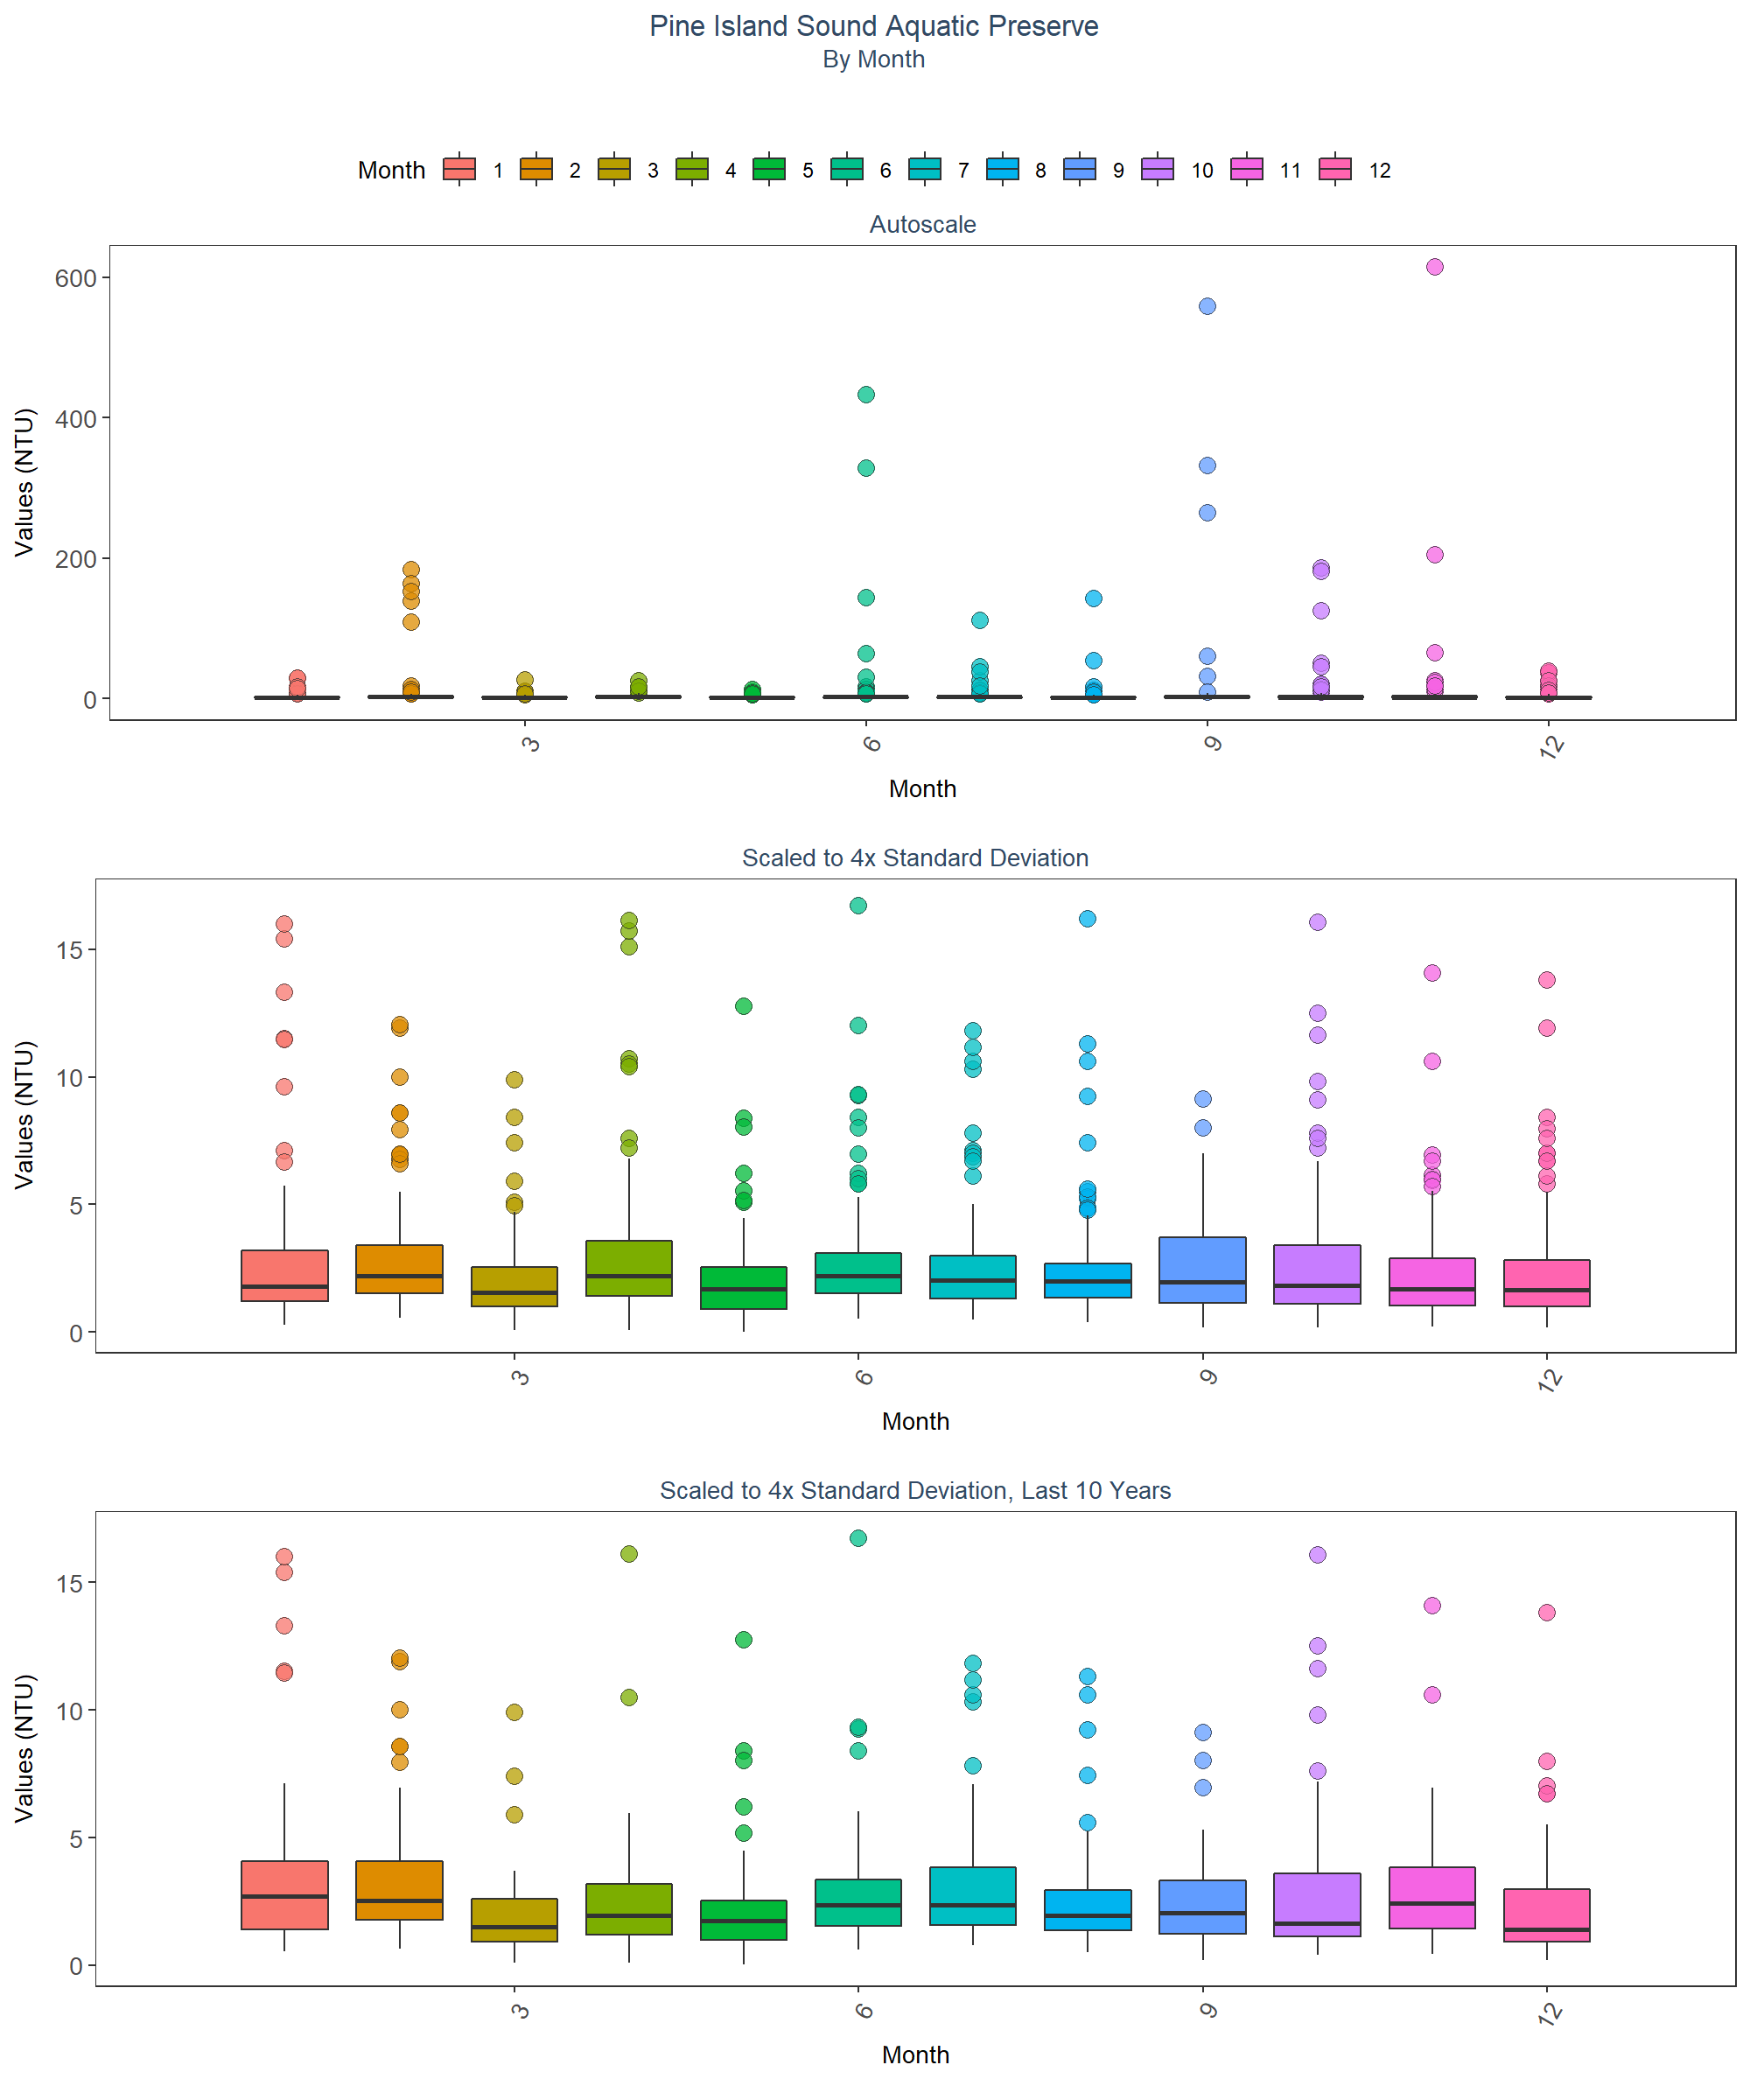 Pine Island Sound Aquatic Preserve
By Month
Month 1 2 3 4 5 6 7 8 9 10 11 12
Autoscale
Values (NTU)
600
400
200
0
3 6 9 12
Month
Scaled to 4x Standard Deviation
Values (NTU)
15
10
5
0
3 6 9 12
Month
Scaled to 4x Standard Deviation, Last 10 Years
Values (NTU)
15
10
5
0
3 6 9 12
Month